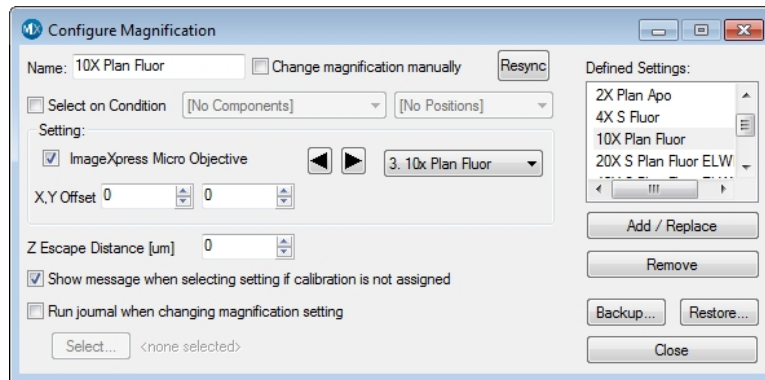 MX Configure Magnification
Name: 10X Plan Fluor Change magnification manually Resync
Select on Condition [No Components] [No Positions]
Setting:
ImageXpress Micro Objective 3. 10x Plan Fluor
X,Y Offset 0 0
Z Escape Distance [um] 0
Show message when selecting setting if calibration is not assigned
Run journal when changing magnification setting
Select... <none selected>
Defined Settings:
2X Plan Apo
4X S Fluor
10X Plan Fluor
20X S Plan Fluor ELW
Add / Replace
Remove
Backup... Restore...
Close